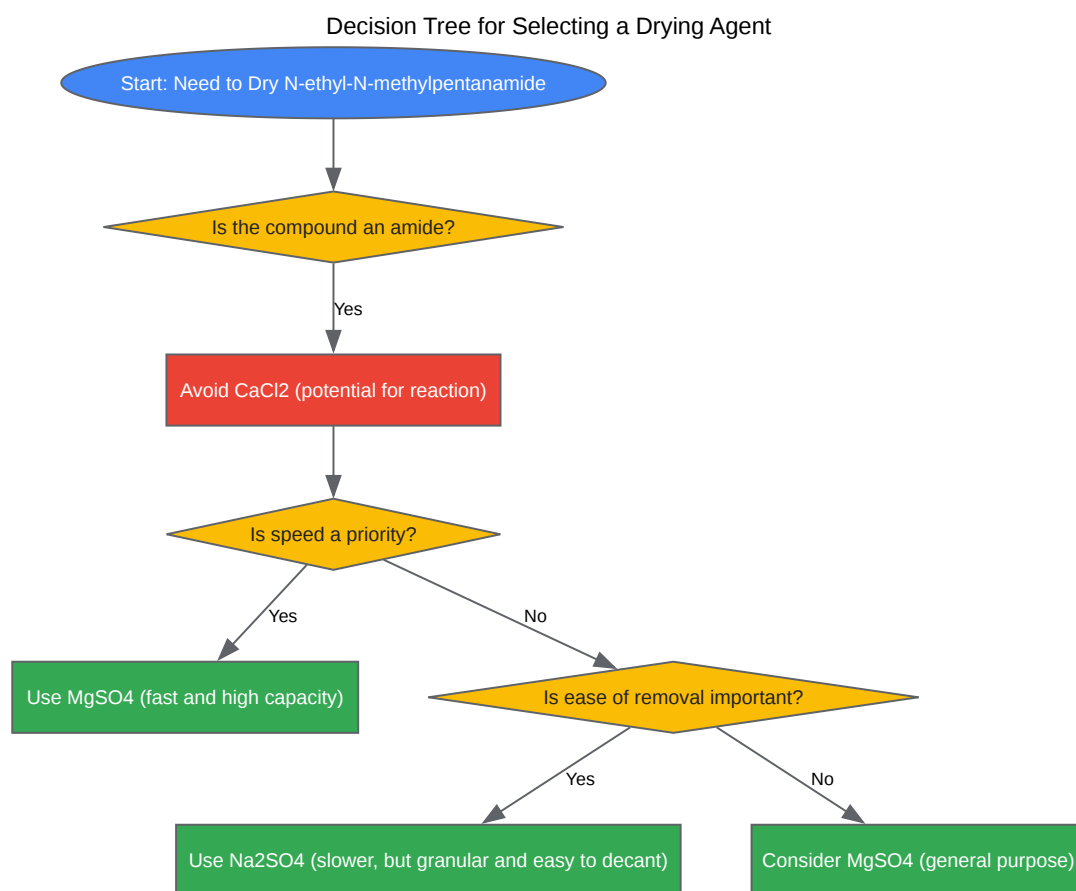 Decision Tree for Selecting a Drying Agent
Start: Need to Dry N-ethyl-N-methylpentanamide
Is the compound an amide?
Yes
Avoid CaCl2 (potential for reaction)
Is speed a priority?
Yes
No
Use MgSO4 (fast and high capacity)
Is ease of removal important?
Yes
No
Use Na2SO4 (slower, but granular and easy to decant)
Consider MgSO4 (general purpose)